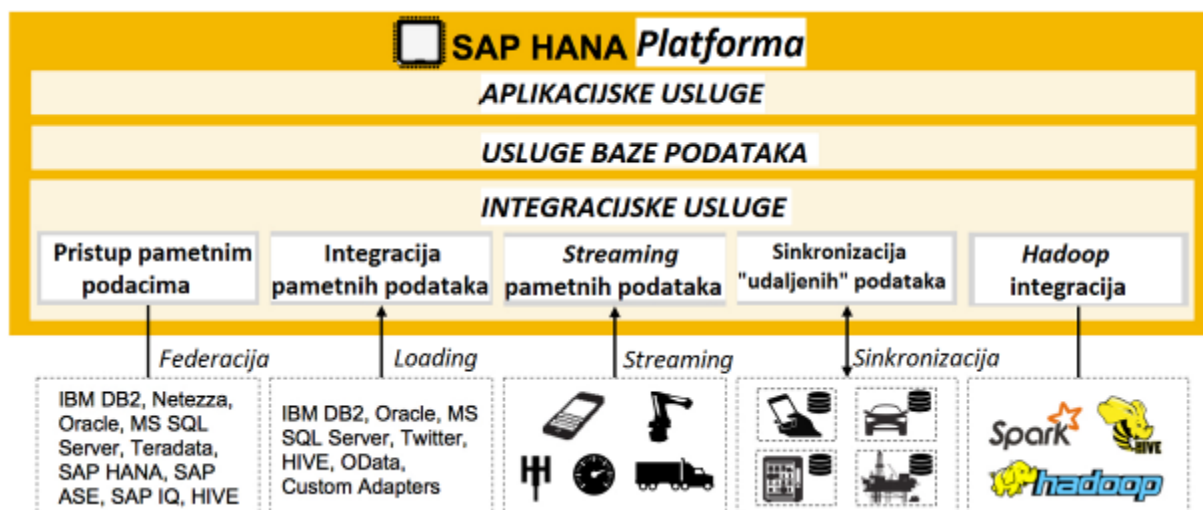 SAP HANA Platforma
APLIKACIJSKE USLUGE
USLUGE BAZE PODATAKA
INTEGRACIJSKE USLUGE
Pristup pametnim
podacima
Integracija
pametnih podataka
Streaming
pametnih podataka
Sinkronizacija
"udaljenih" podataka
Hadoop
integracija
Federacija
Loading
Streaming
Sinkronizacija
IBM DB2, Netezza,
Oracle, MS SQL
Server, Teradata,
SAP HANA, SAP
ASE, SAP IQ, HIVE
IBM DB2, Oracle, MS
SQL Server, Twitter,
HIVE, OData,
Custom Adapters
Spark
HIVE
hadoop